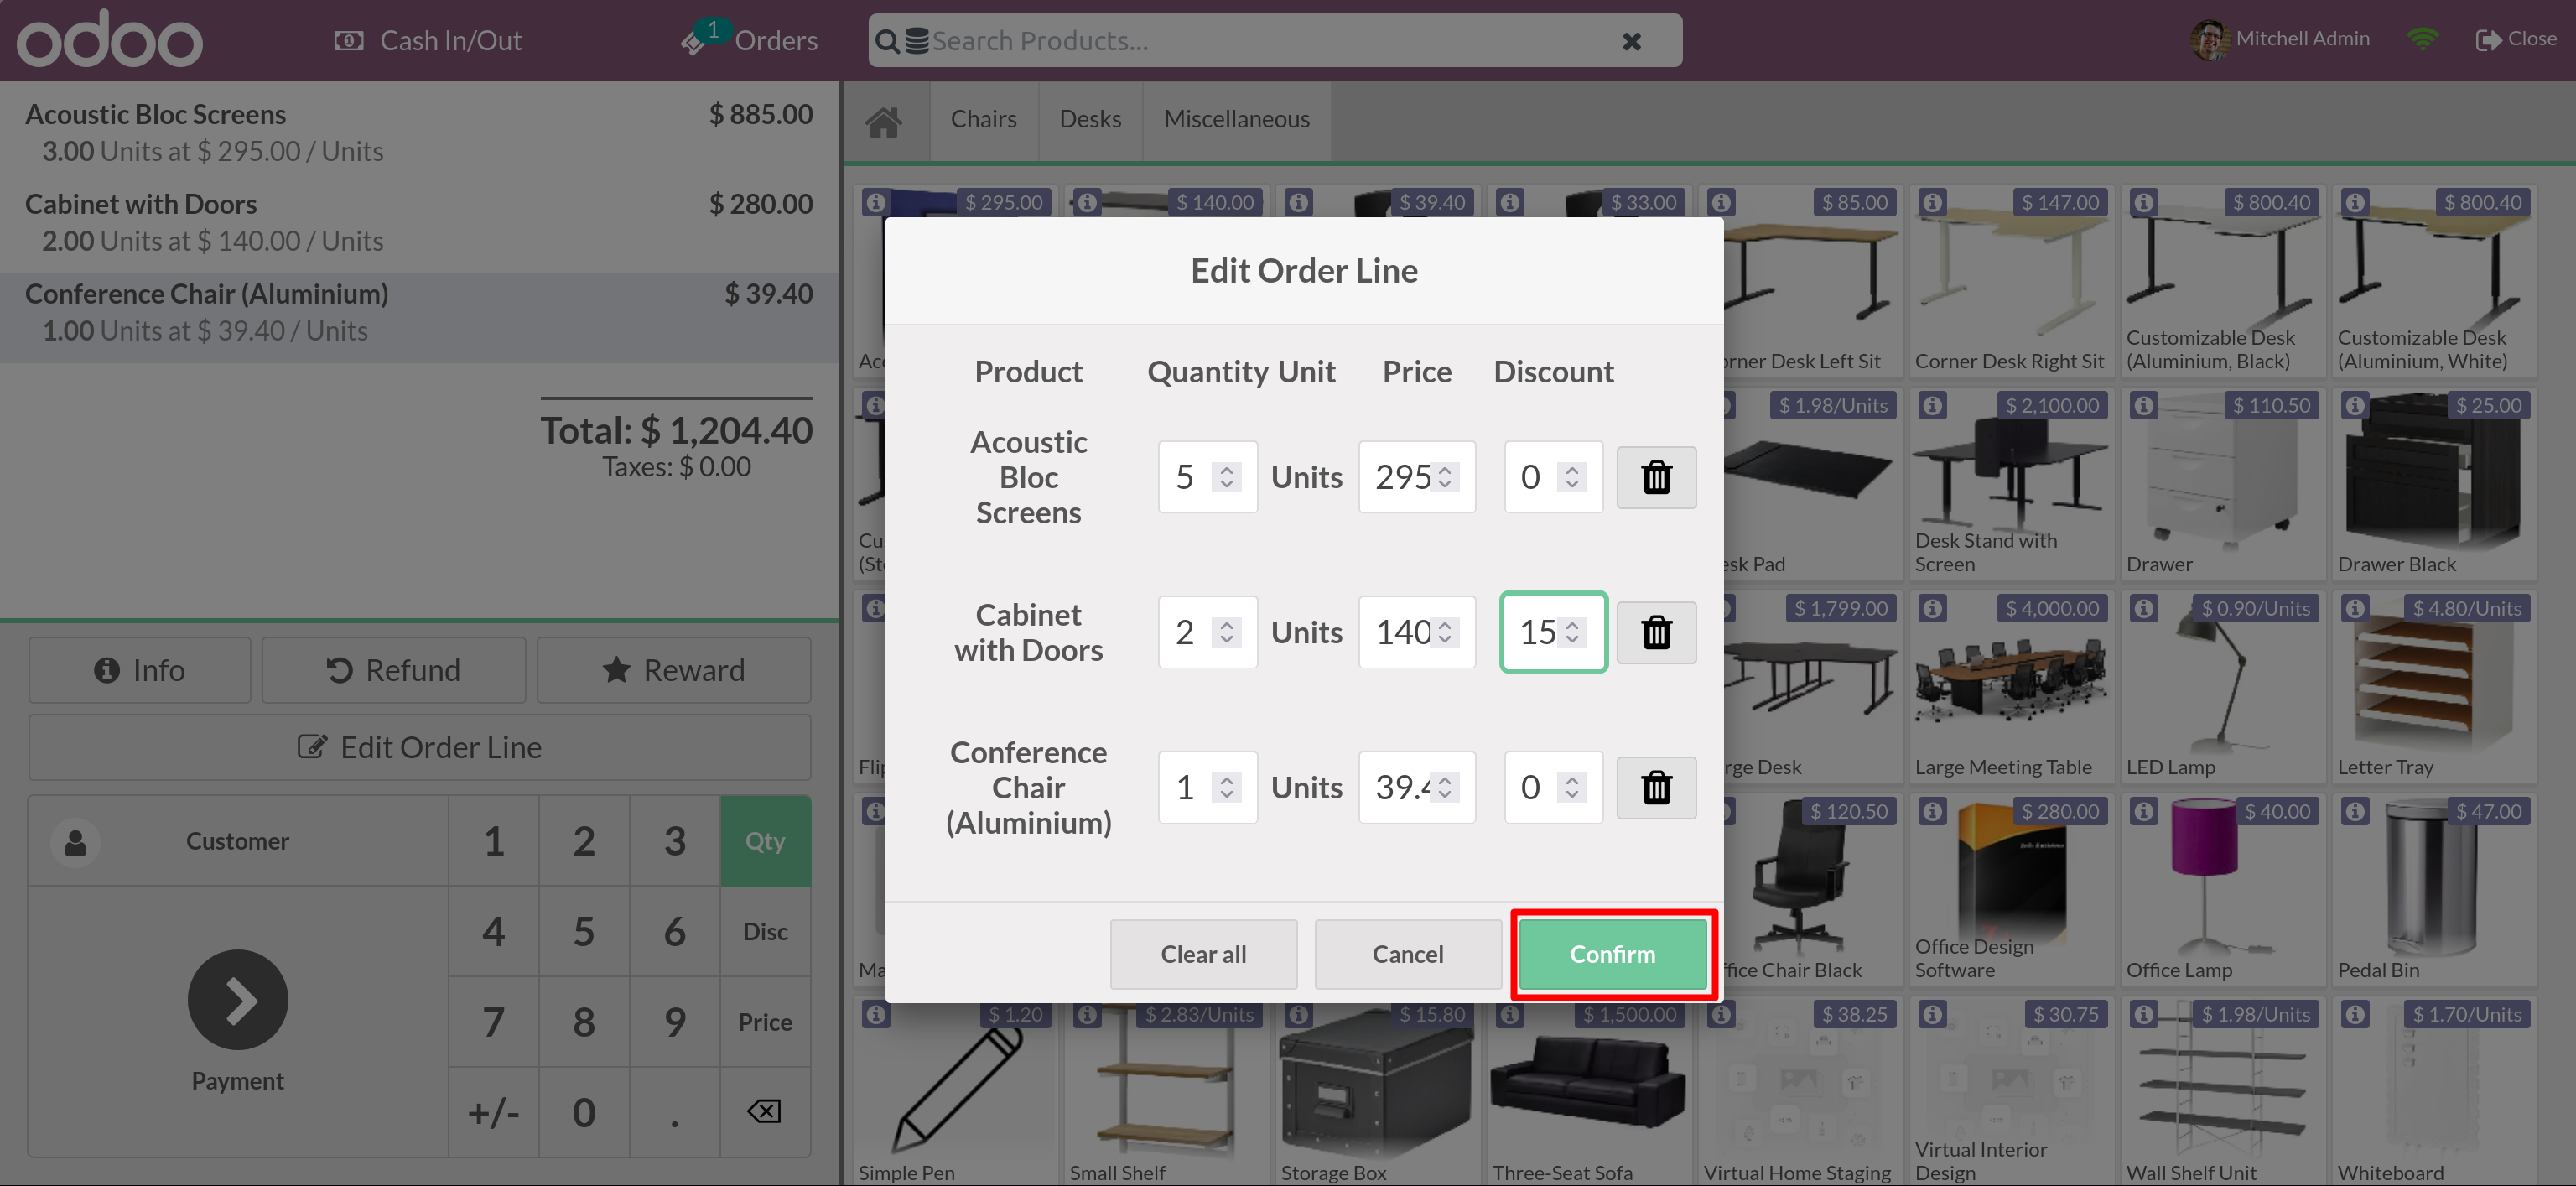 odoo
Cash In/Out
1
Orders
Search Products...
Mitchell Admin
Close
Acoustic Bloc Screens
$ 885.00
3.00 Units at $ 295.00 / Units
Cabinet with Doors
$ 280.00
2.00 Units at $ 140.00 / Units
Conference Chair (Aluminium)
$ 39.40
1.00 Units at $ 39.40 / Units
Total: $ 1,204.40
Taxes: $ 0.00
Info
Refund
Reward
Edit Order Line
Customer
1 2 3 Qty
4 5 6 Disc
7 8 9 Price
+/- 0 .
Payment
Chairs
Desks
Miscellaneous
$ 295.00
$ 140.00
$ 39.40
$ 33.00
$ 85.00
$ 147.00
$ 800.40
$ 800.40
Corner Desk Right Sit
Customizable Desk
(Aluminium, Black)
Customizable Desk
(Aluminium, White)
Desk Left Sit
$ 1.98/Units
$ 2,100.00
$ 110.50
$ 25.00
Pad
Desk Stand with
Screen
Drawer
Drawer Black
$ 1,799.00
$ 4,000.00
$ 0.90/Units
$ 4.80/Units
Desk
Large Meeting Table
LED Lamp
Letter Tray
$ 120.50
$ 280.00
$ 40.00
$ 47.00
Chair Black
Office Design
Software
Office Lamp
Pedal Bin
$ 1.20
$ 2.83/Units
$ 15.80
$ 1,500.00
$ 38.25
$ 30.75
$ 1.98/Units
$ 1.70/Units
Simple Pen
Small Shelf
Storage Box
Three-Seat Sofa
Virtual Home Staging
Virtual Interior
Design
Wall Shelf Unit
Whiteboard
Edit Order Line
Product Quantity Unit Price Discount
Acoustic
Bloc
Screens
5 Units 295 0
Cabinet
with Doors
2 Units 140 15
Conference
Chair
(Aluminium)
1 Units 39.4 0
Clear all
Cancel
Confirm